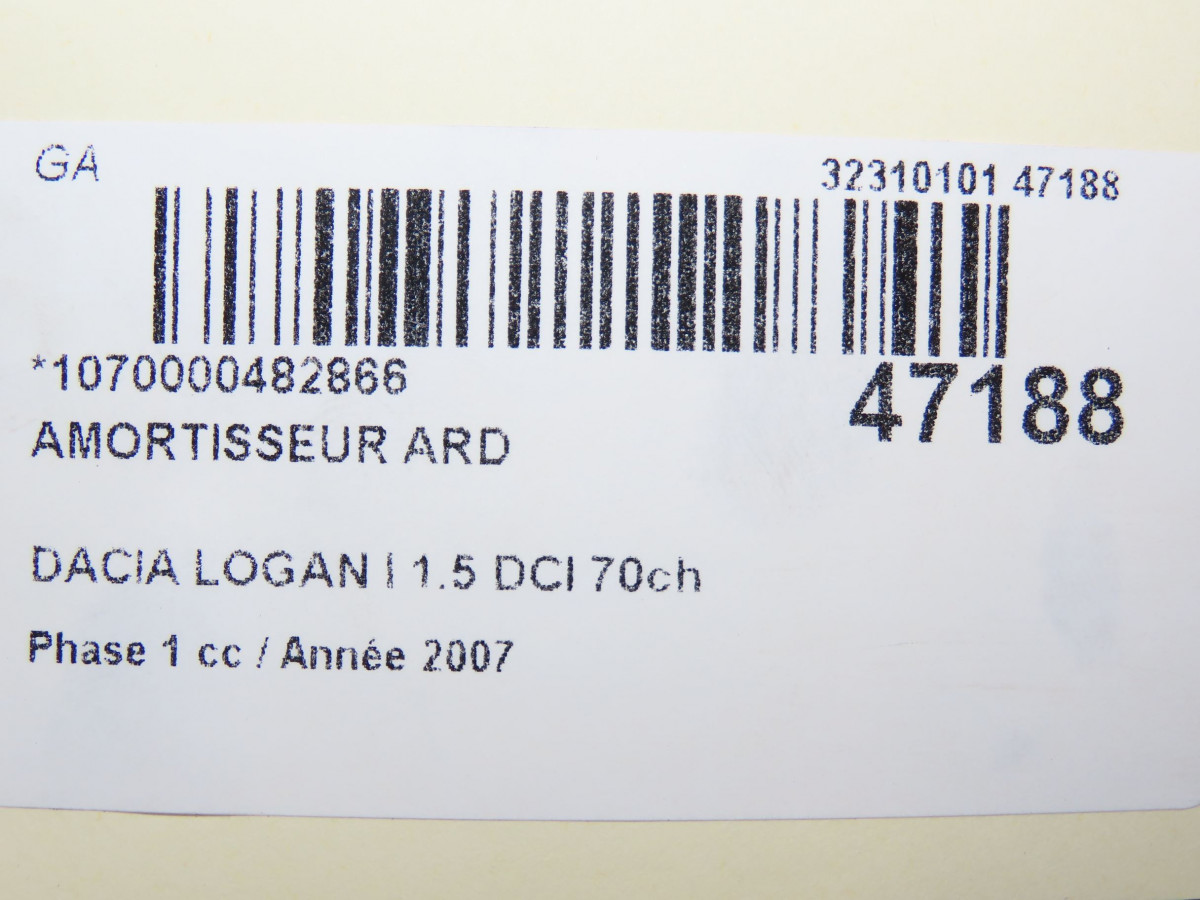 GA
32310101 47188
*1070000482866
47188
AMORTISSEUR ARD
DACIA LOGAN I 1.5 DCI 70ch
Phase 1 cc / Année 2007